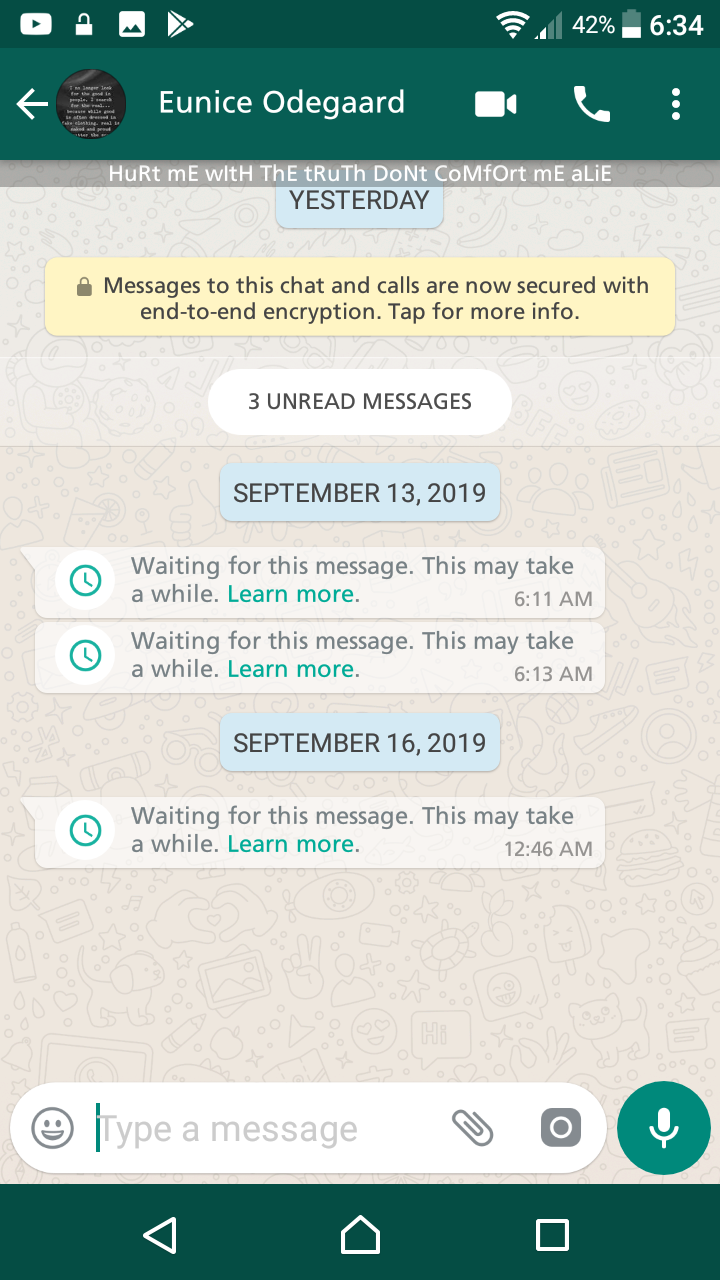 42% 6:34
Eunice Odegaard
HuRt mE wItH ThE tRuTh DoNt CoMfOrt mE aLiE
YESTERDAY
Messages to this chat and calls are now secured with
end-to-end encryption. Tap for more info.
3 UNREAD MESSAGES
SEPTEMBER 13, 2019
Waiting for this message. This may take
a while. Learn more.
6:11 AM
Waiting for this message. This may take
a while. Learn more.
6:13 AM
SEPTEMBER 16, 2019
Waiting for this message. This may take
a while. Learn more.
12:46 AM
Type a message